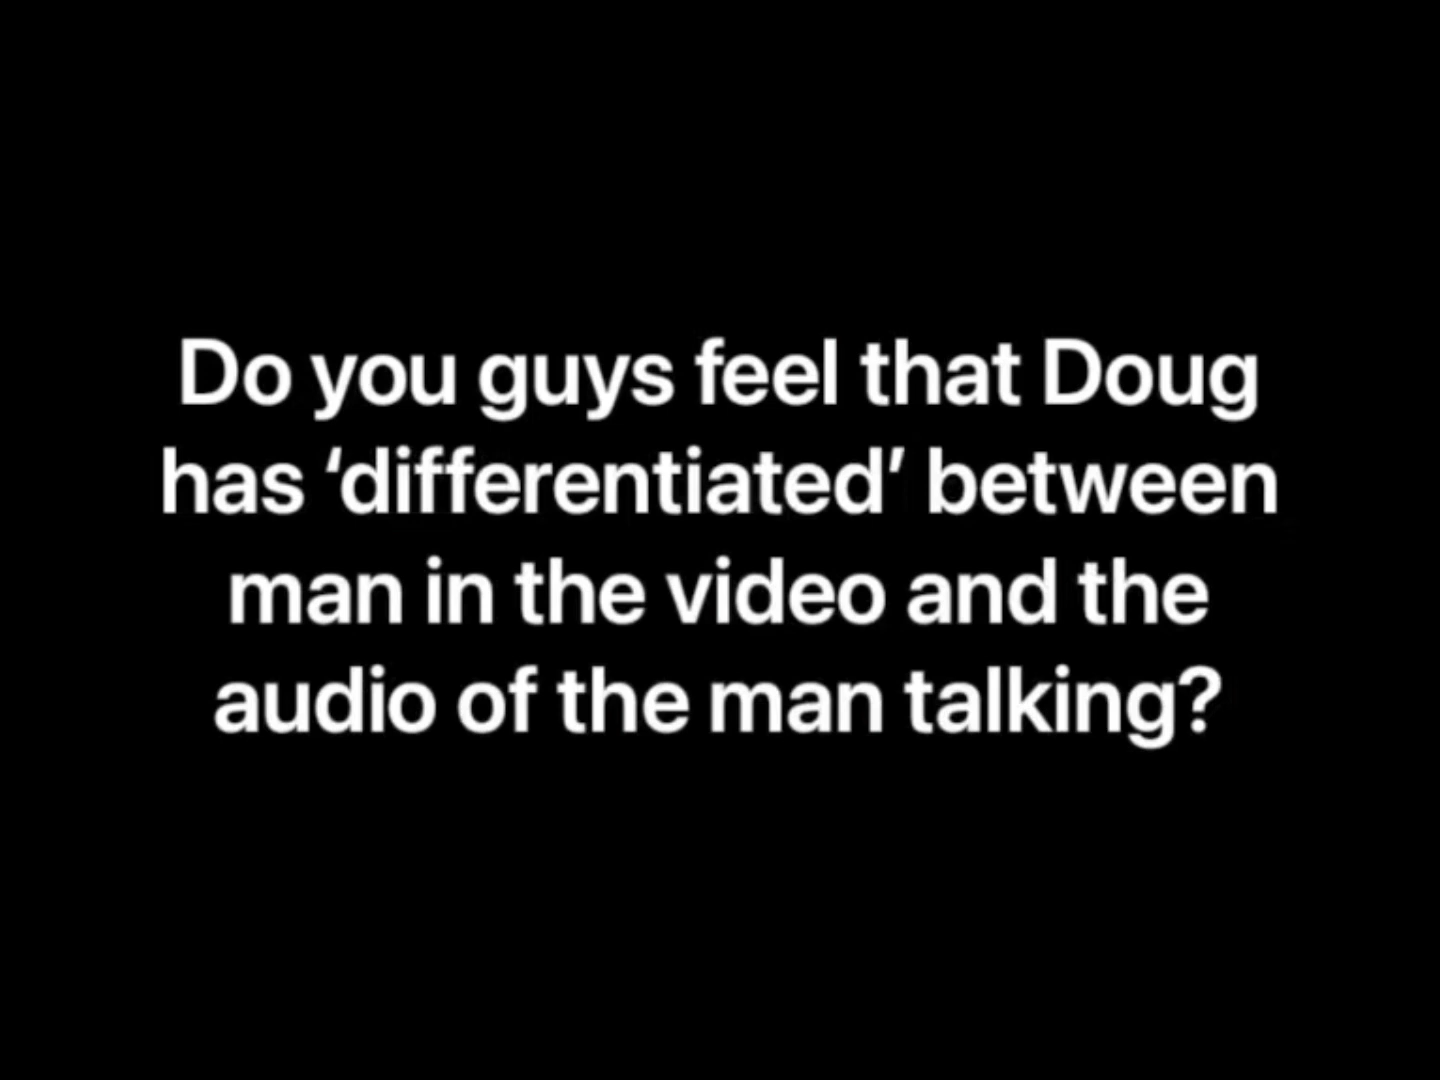 Do you guys feel that Doug
has ‘differentiated’ between
man in the video and the
audio of the man talking?